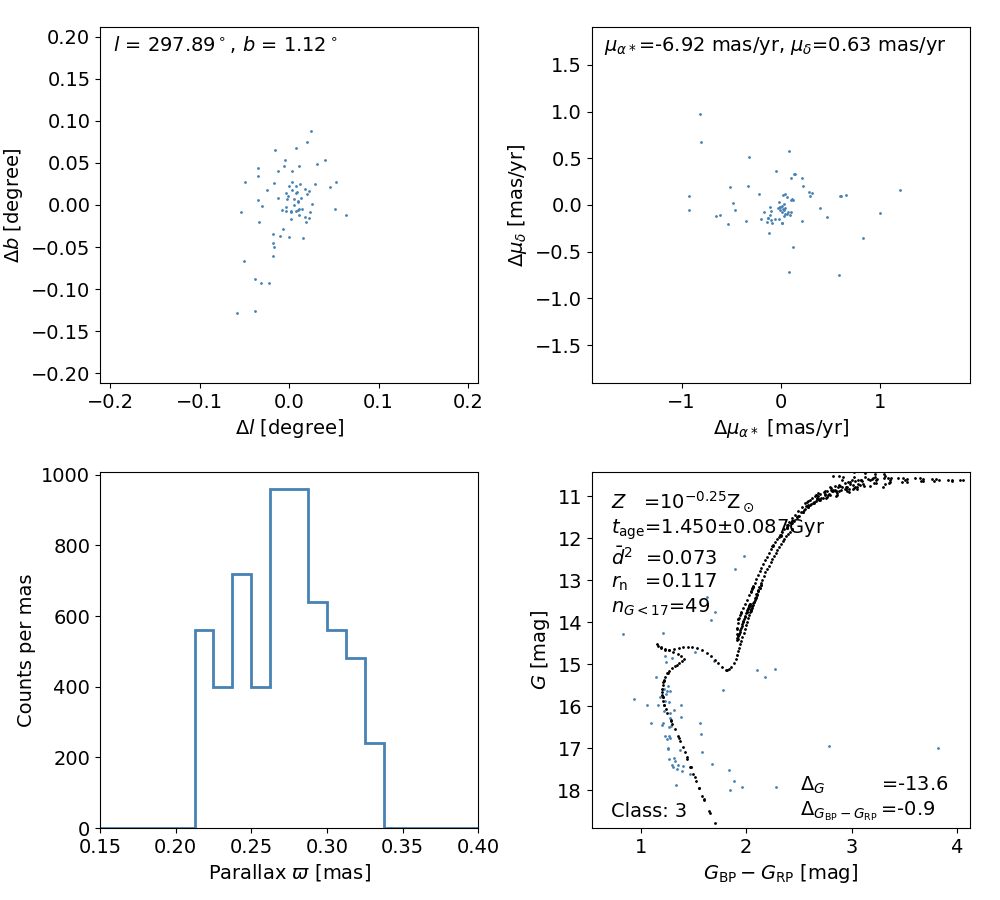 l = 297.89°, b = 1.12°
0.20
0.15
0.10
0.05
0.00
−0.05
−0.10
−0.15
−0.20
Δb [degree]
−0.2
−0.1
0.0
0.1
0.2
Δl [degree]
μα*=-6.92 mas/yr, μδ=0.63 mas/yr
1.5
1.0
0.5
0.0
−0.5
−1.0
−1.5
Δμδ [mas/yr]
−1
0
1
Δμα* [mas/yr]
1000
800
600
400
200
0
Counts per mas
0.15
0.20
0.25
0.30
0.35
0.40
Parallax ϖ [mas]
Z =10^−0.25 Z⊙
tage=1.450±0.087Gyr
d̄² =0.073
rn =0.117
nG<17=49
11
12
13
14
15
16
17
18
G [mag]
ΔG =-13.6
ΔGBP−GRP=-0.9
Class: 3
1
2
3
4
GBP − GRP [mag]